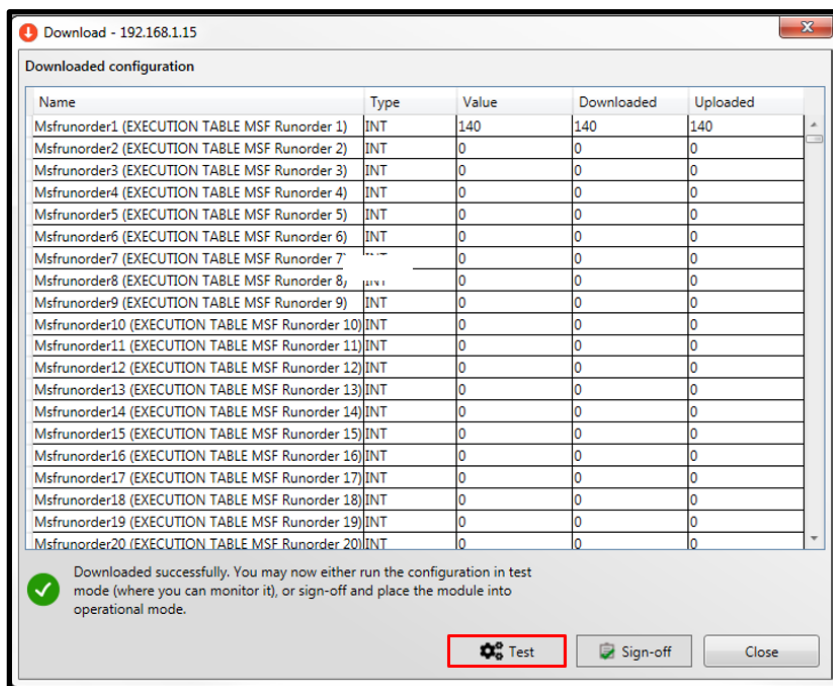 Download - 192.168.1.15
Downloaded configuration
Name Type Value Downloaded Uploaded
Msfrunorder1 (EXECUTION TABLE MSF Runorder 1) INT 140 140 140
Msfrunorder2 (EXECUTION TABLE MSF Runorder 2) INT 0 0 0
Msfrunorder3 (EXECUTION TABLE MSF Runorder 3) INT 0 0 0
Msfrunorder4 (EXECUTION TABLE MSF Runorder 4) INT 0 0 0
Msfrunorder5 (EXECUTION TABLE MSF Runorder 5) INT 0 0 0
Msfrunorder6 (EXECUTION TABLE MSF Runorder 6) INT 0 0 0
Msfrunorder7 (EXECUTION TABLE MSF Runorder 7) 0 0 0
Msfrunorder8 (EXECUTION TABLE MSF Runorder 8) 0 0 0
Msfrunorder9 (EXECUTION TABLE MSF Runorder 9) INT 0 0 0
Msfrunorder10 (EXECUTION TABLE MSF Runorder 10) INT 0 0 0
Msfrunorder11 (EXECUTION TABLE MSF Runorder 11) INT 0 0 0
Msfrunorder12 (EXECUTION TABLE MSF Runorder 12) INT 0 0 0
Msfrunorder13 (EXECUTION TABLE MSF Runorder 13) INT 0 0 0
Msfrunorder14 (EXECUTION TABLE MSF Runorder 14) INT 0 0 0
Msfrunorder15 (EXECUTION TABLE MSF Runorder 15) INT 0 0 0
Msfrunorder16 (EXECUTION TABLE MSF Runorder 16) INT 0 0 0
Msfrunorder17 (EXECUTION TABLE MSF Runorder 17) INT 0 0 0
Msfrunorder18 (EXECUTION TABLE MSF Runorder 18) INT 0 0 0
Msfrunorder19 (EXECUTION TABLE MSF Runorder 19) INT 0 0 0
Msfrunorder20 (EXECUTION TABLE MSF Runorder 20) INT 0 0 0
Downloaded successfully. You may now either run the configuration in test
mode (where you can monitor it), or sign-off and place the module into
operational mode.
Test Sign-off Close